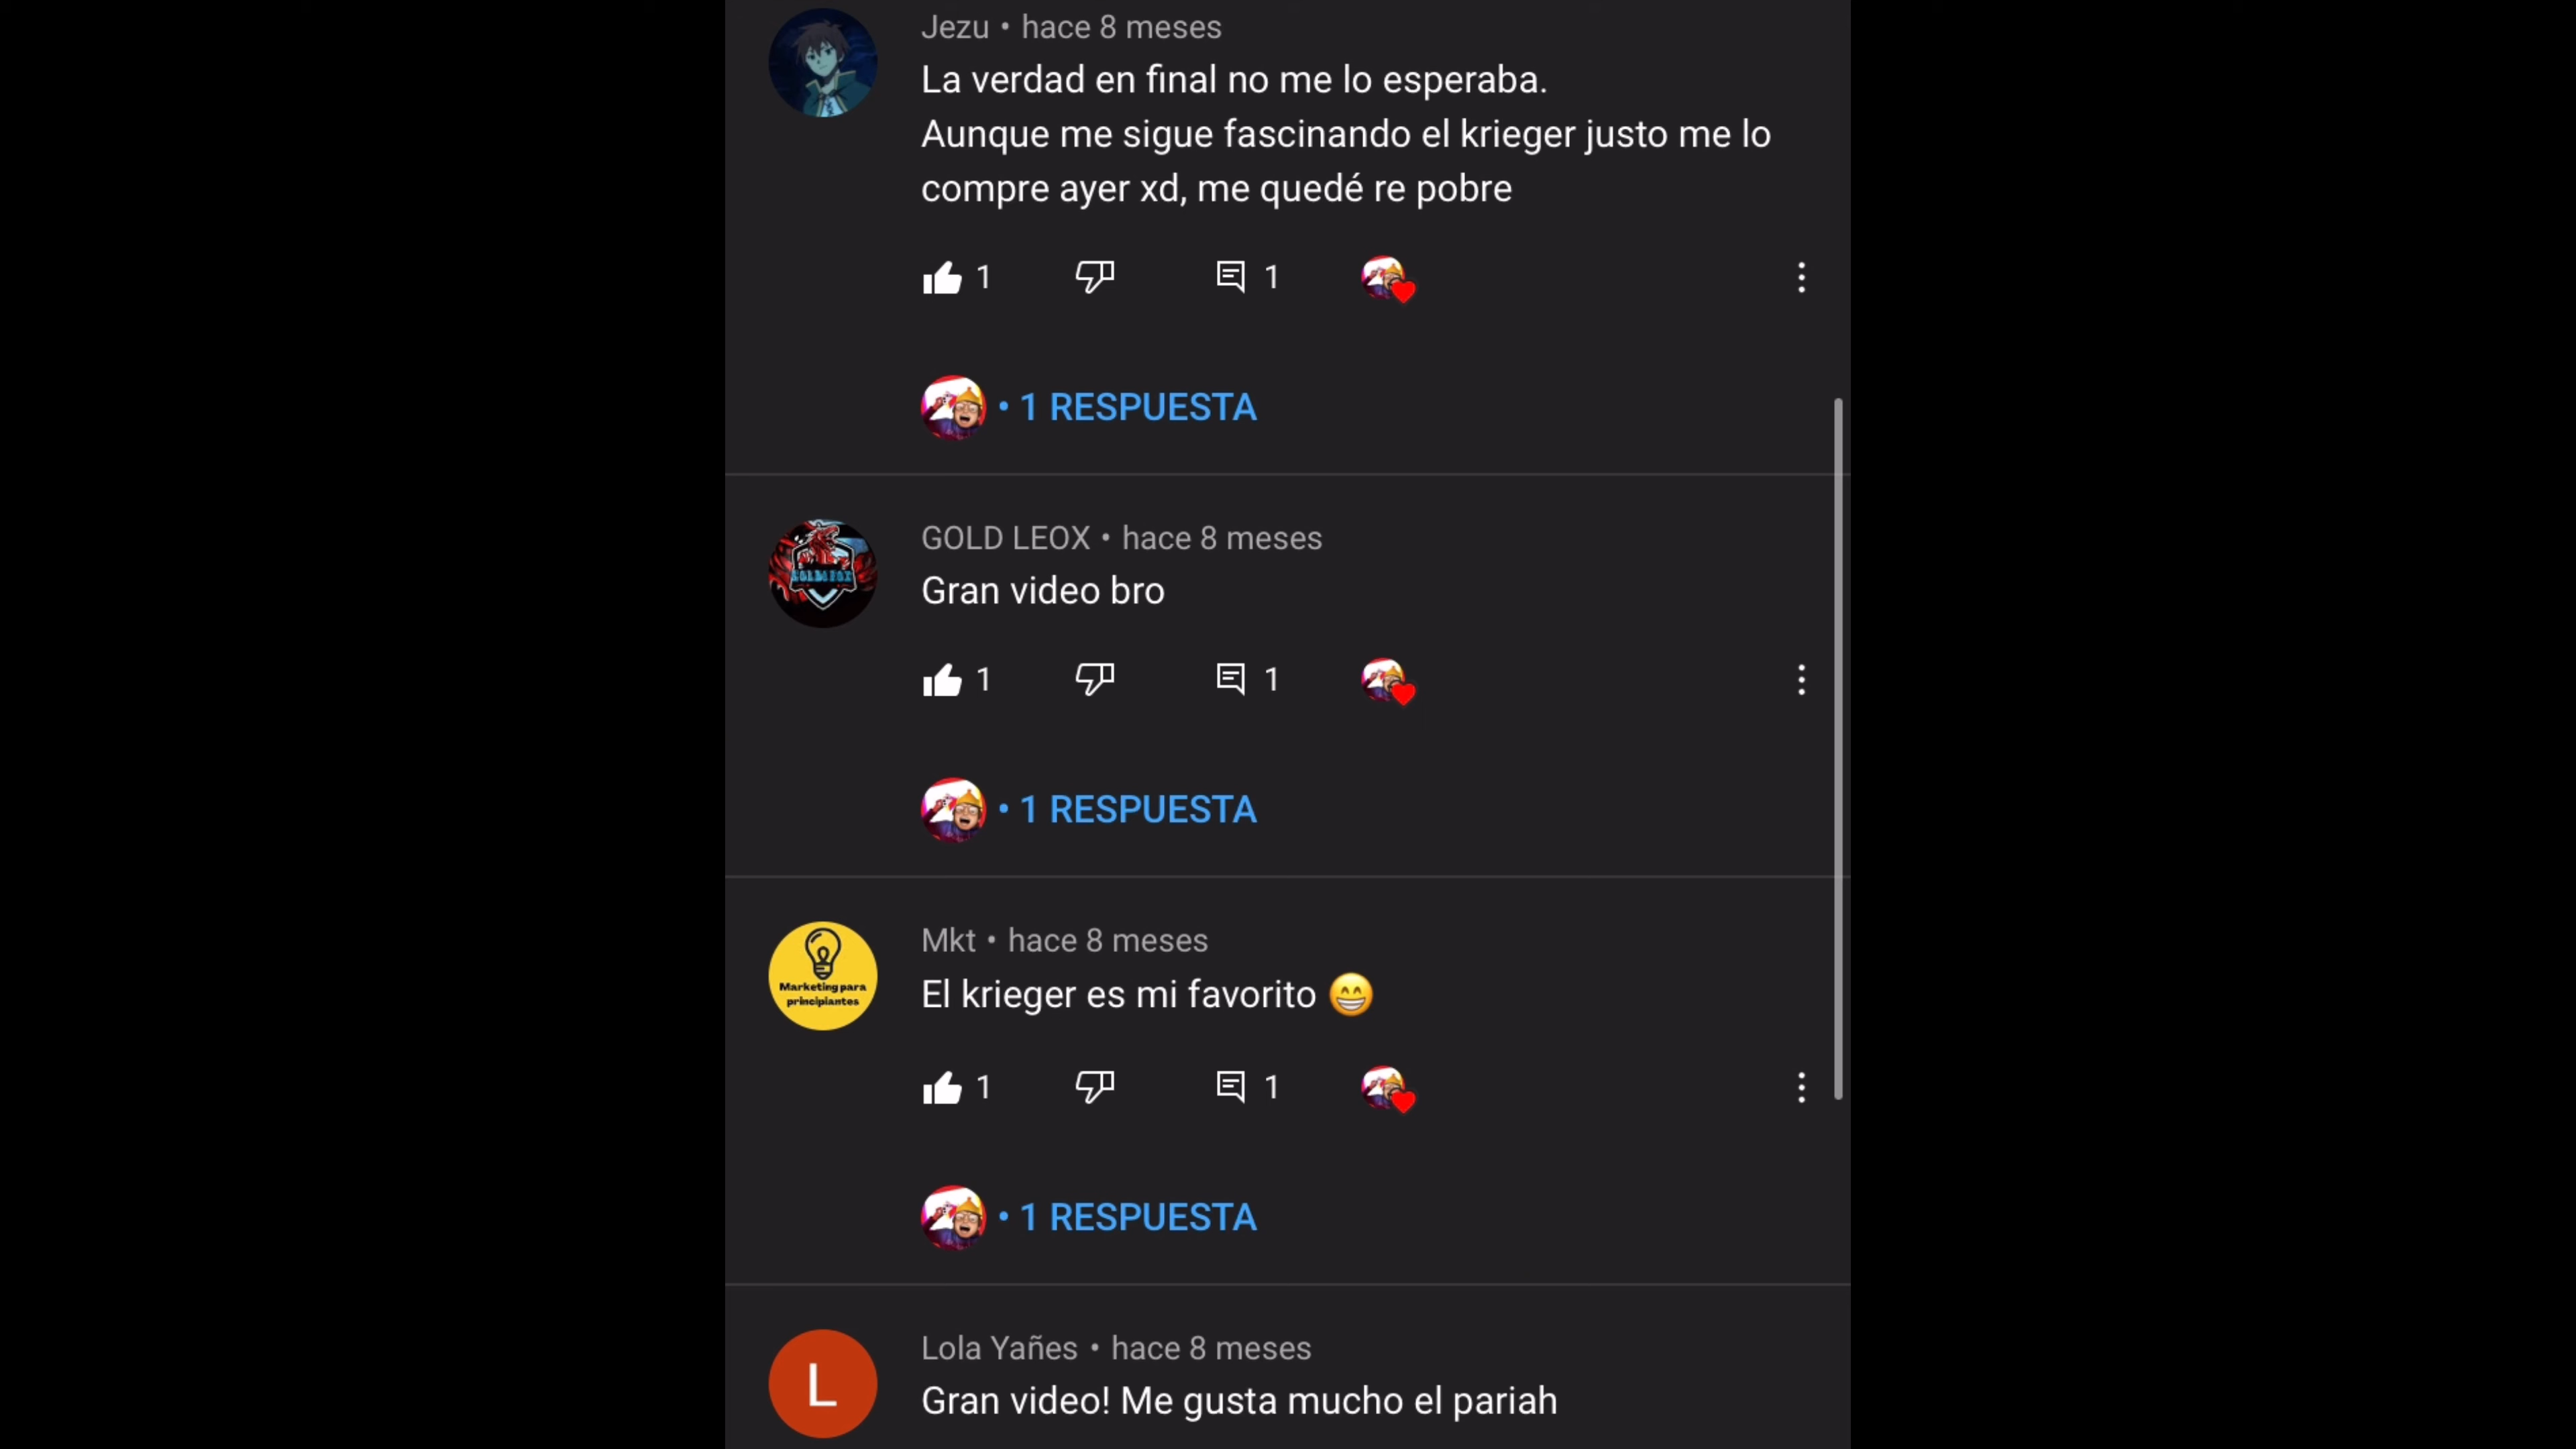 Jezu • hace 8 meses
La verdad en final no me lo esperaba.
Aunque me sigue fascinando el krieger justo me lo
compre ayer xd, me quedé re pobre
1 1
• 1 RESPUESTA
GOLD LEOX • hace 8 meses
Gran video bro
1 1
• 1 RESPUESTA
Mkt • hace 8 meses
Marketing para
principiantes
El krieger es mi favorito 😁
1 1
• 1 RESPUESTA
L
Lola Yañes • hace 8 meses
Gran video! Me gusta mucho el pariah